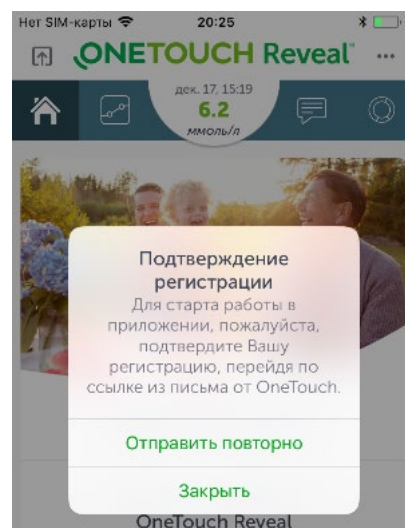 Нет SIM-карты 20:25
ONETOUCH Reveal
дек. 17, 15:19
6.2
ммоль/л
Подтверждение
регистрации
Для старта работы в
приложении, пожалуйста,
подтвердите Вашу
регистрацию, перейдя по
ссылке из письма от OneTouch.
Отправить повторно
Закрыть
OneTouch Reveal